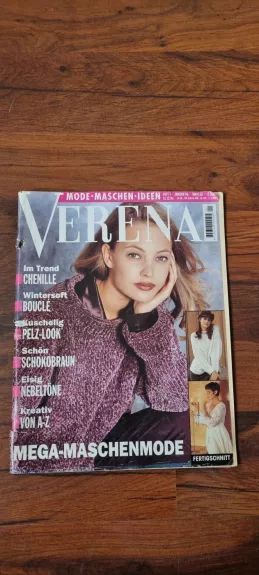 MODE·MASCHEN·IDEEN
VERENA
Im Trend
CHENILLE
Wintersoft
BOUCLÉ
Kuschelig
PELZ-LOOK
Schön
SCHOKOBRAUN
Eisig
NEBELTÖNE
Kreativ
VON A-Z
MEGA-MASCHENMODE
FERTIGSCHNITT